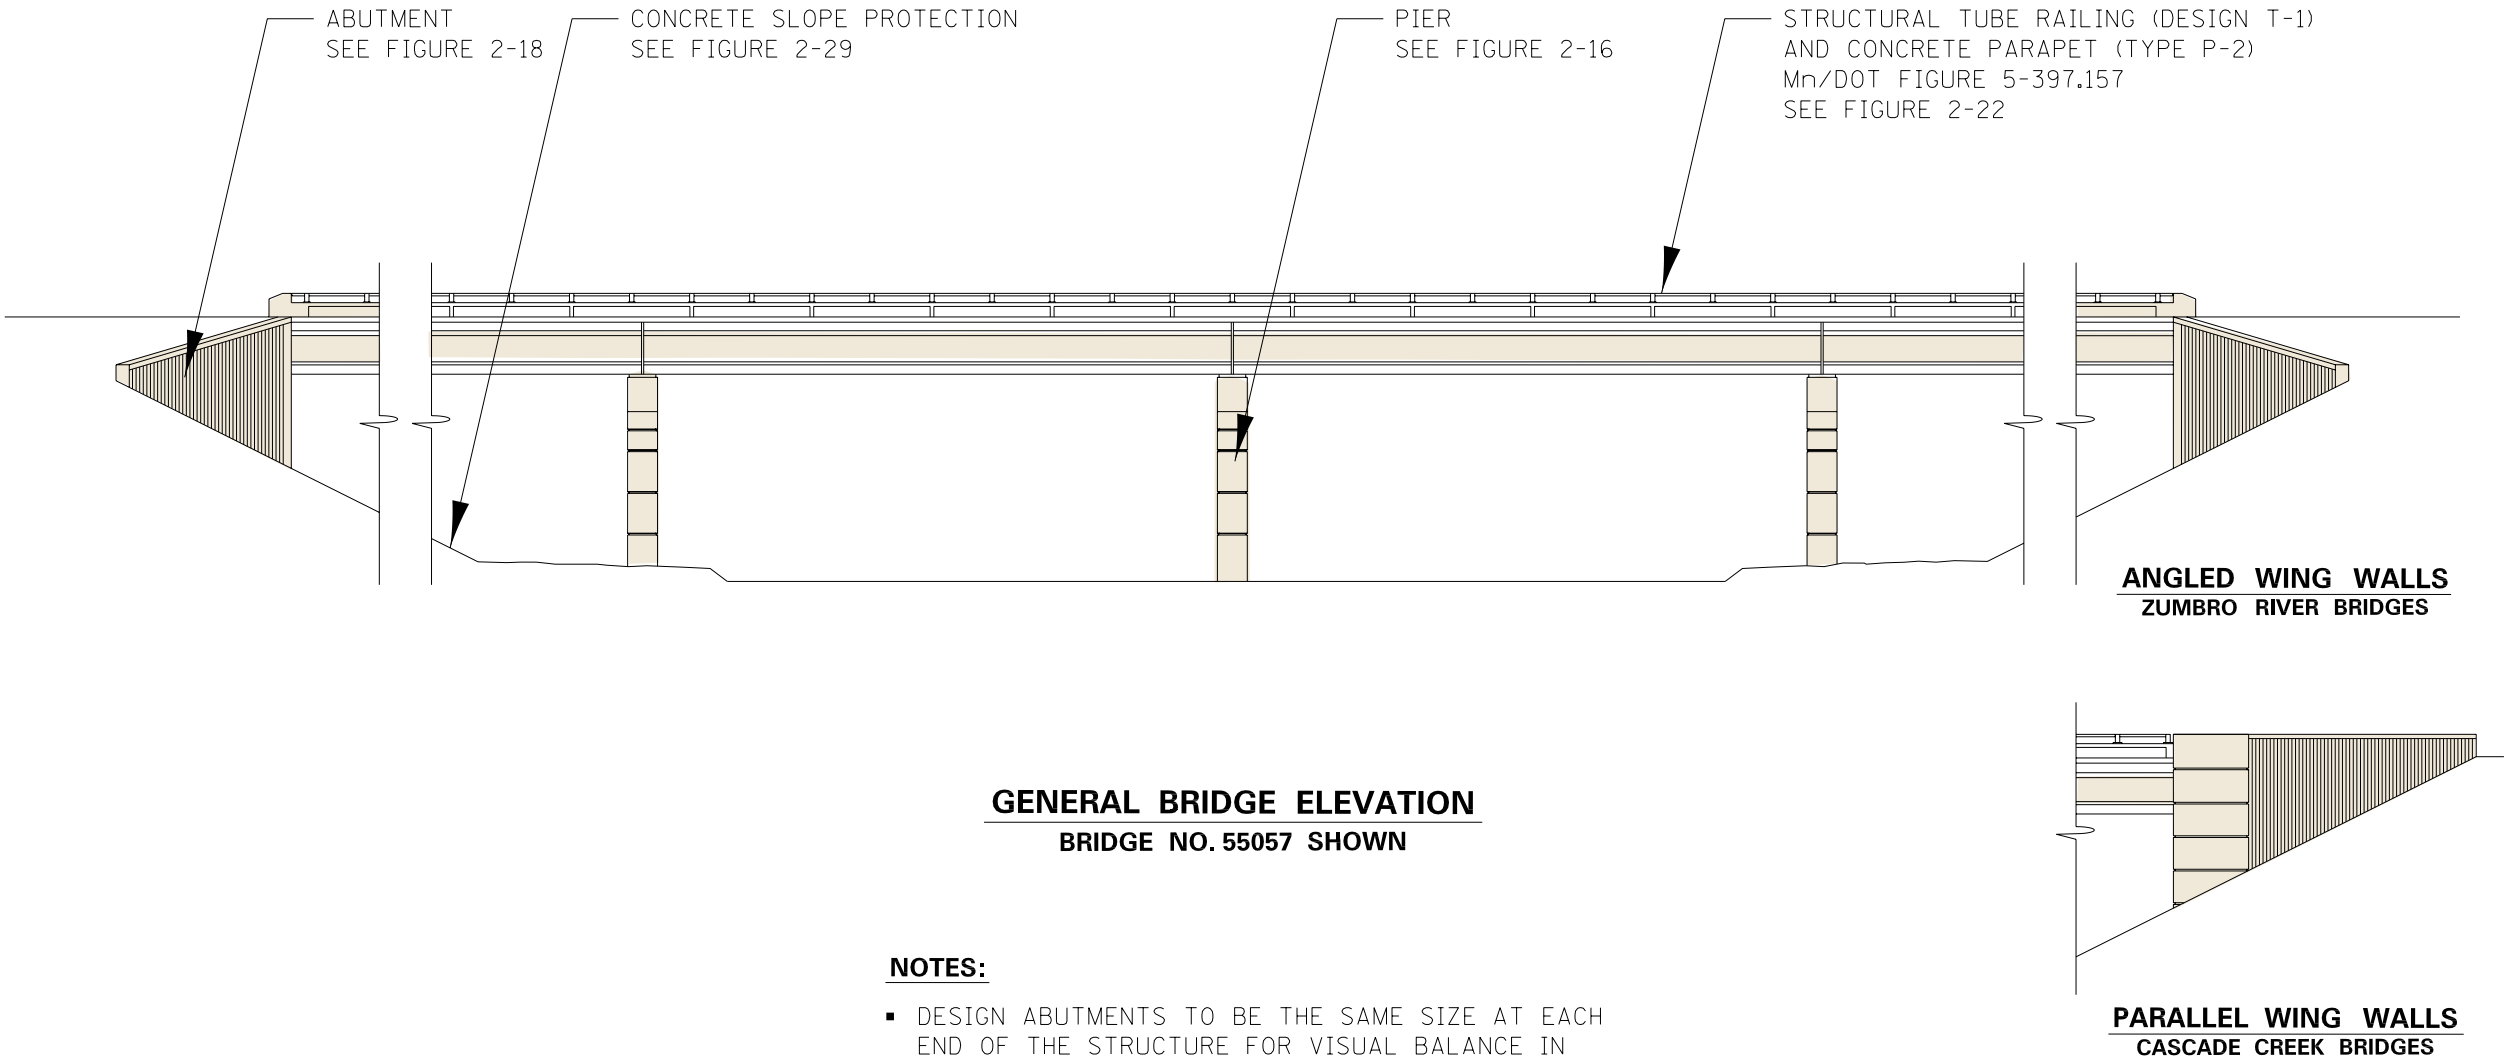 ABUTMENT
SEE FIGURE 2-18
CONCRETE SLOPE PROTECTION
SEE FIGURE 2-29
PIER
SEE FIGURE 2-16
STRUCTURAL TUBE RAILING (DESIGN T-1)
AND CONCRETE PARAPET (TYPE P-2)
Mn/DOT FIGURE 5-397.157
SEE FIGURE 2-22
ANGLED WING WALLS
ZUMBRO RIVER BRIDGES
GENERAL BRIDGE ELEVATION
BRIDGE NO. 55057 SHOWN
NOTES:
▪ DESIGN ABUTMENTS TO BE THE SAME SIZE AT EACH
END OF THE STRUCTURE FOR VISUAL BALANCE IN
PARALLEL WING WALLS
CASCADE CREEK BRIDGES